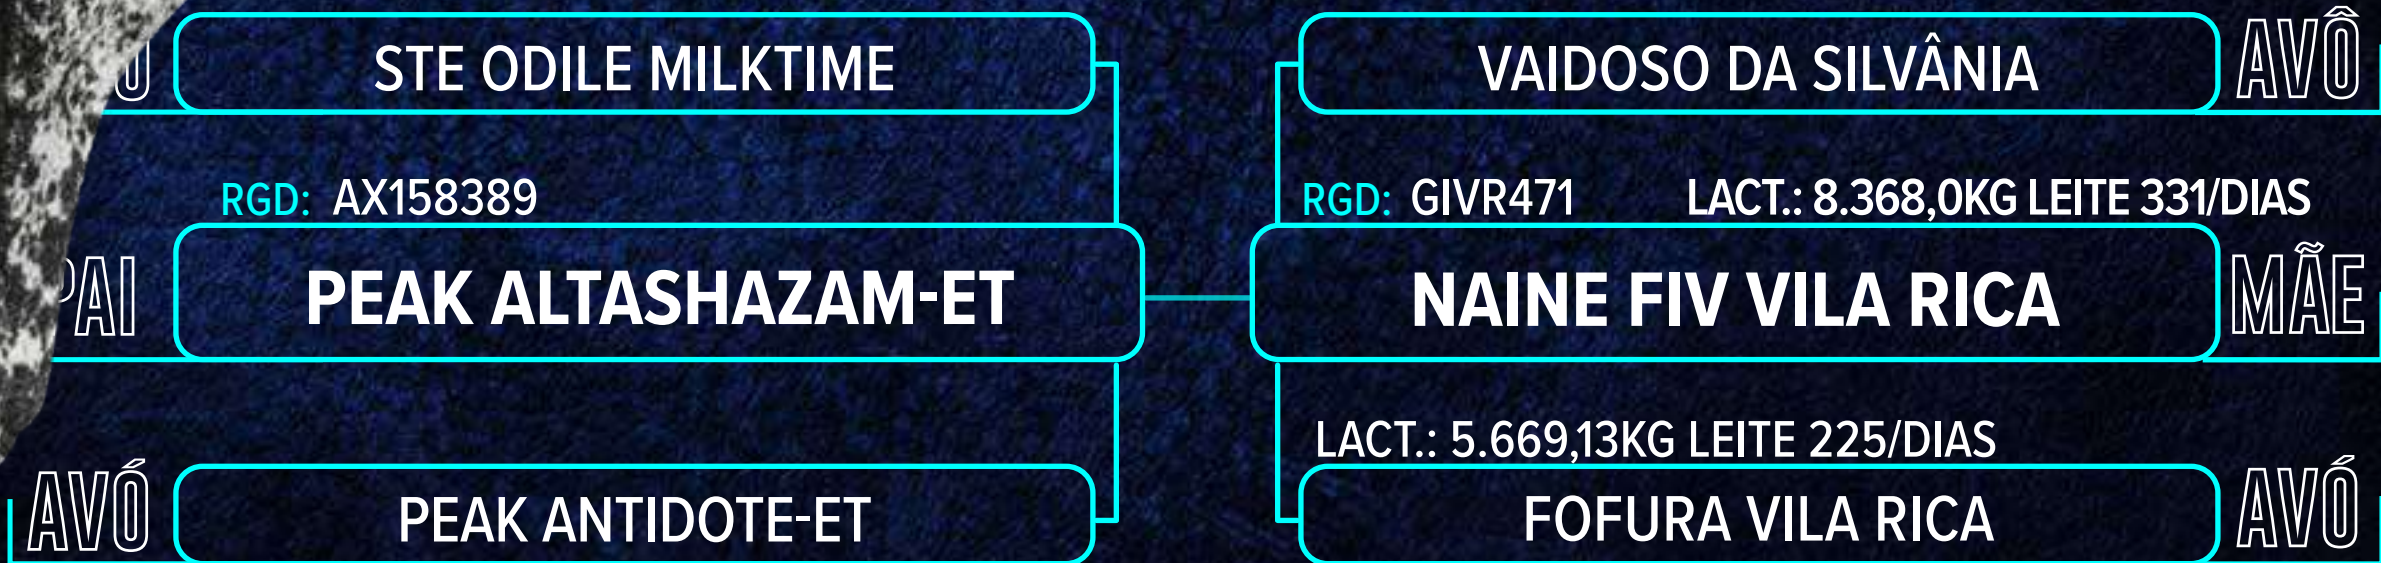 STE ODILE MILKTIME
VAIDOSO DA SILVÂNIA
AVÔ
RGD: AX158389
RGD: GIVR471 LACT.: 8.368,0KG LEITE 331/DIAS
PAI
PEAK ALTASHAZAM-ET
NAINE FIV VILA RICA
MÃE
LACT.: 5.669,13KG LEITE 225/DIAS
AVÓ
PEAK ANTIDOTE-ET
FOFURA VILA RICA
AVÓ